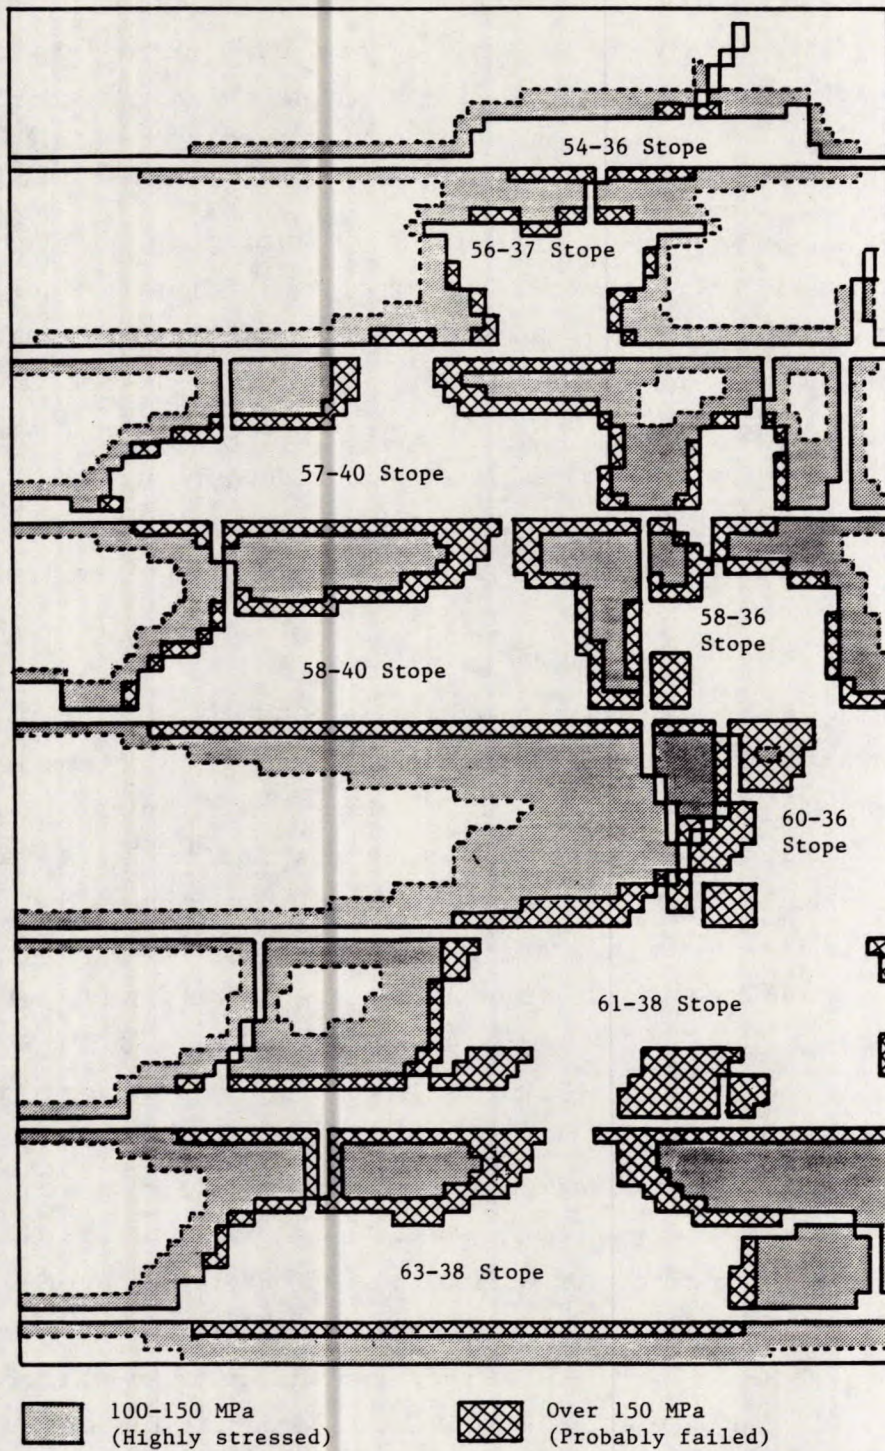 54-36 Stope
56-37 Stope
57-40 Stope
58-36
Stope
58-40 Stope
60-36
Stope
61-38 Stope
63-38 Stope
100-150 MPa
(Highly stressed)
Over 150 MPa
(Probably failed)